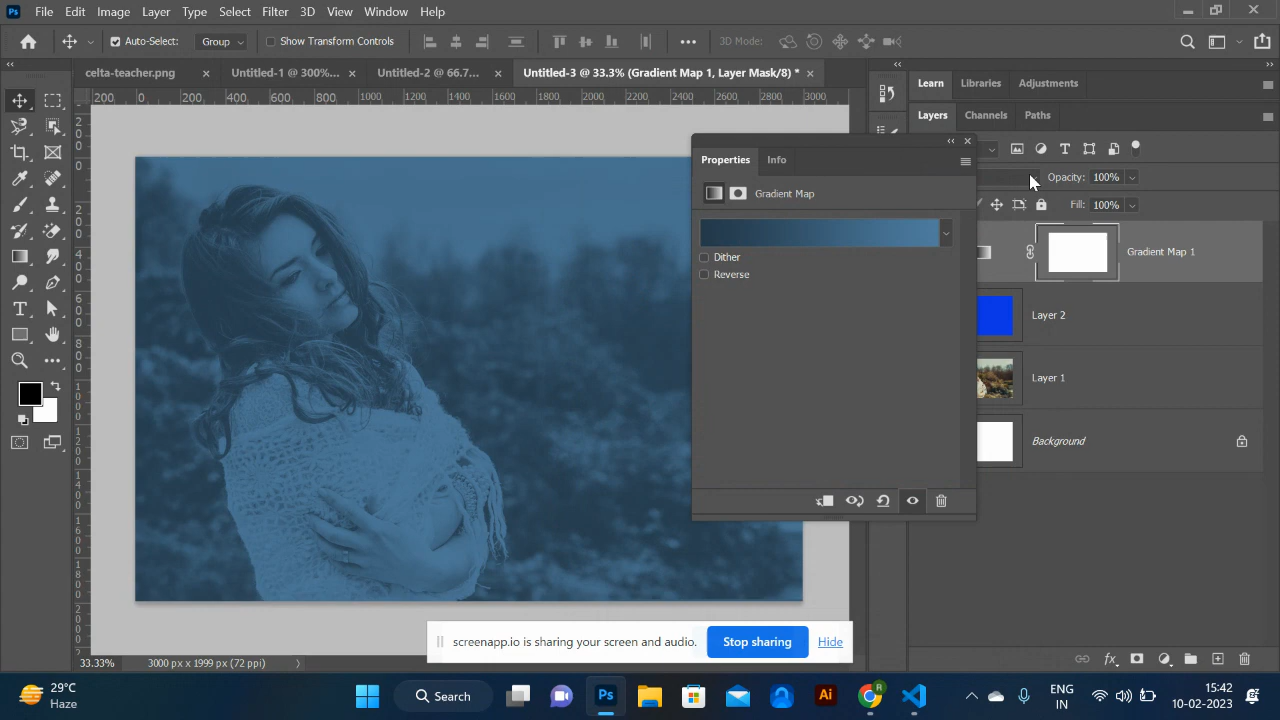 Ps File Edit Image Layer Type Select Filter 3D View Window Help
Auto-Select: Group Show Transform Controls 3D Mode:
celta-teacher.png × Untitled-1 @ 300%... × Untitled-2 @ 66.7... × Untitled-3 @ 33.3% (Gradient Map 1, Layer Mask/8) * ×
Learn Libraries Adjustments
200 0 200 400 600 800 1000 1200 1400 1600 1800 2000 2200 2400 2600 2800 3000
Layers Channels Paths
Properties Info
Opacity: 100%
Gradient Map
Fill: 100%
Gradient Map 1
Dither
Reverse
Layer 2
Layer 1
Background
screenapp.io is sharing your screen and audio. Stop sharing Hide
33.33% 3000 px x 1999 px (72 ppi)
29°C
Haze
Search
Ps
Ai
R
ENG
IN
15:42
10-02-2023